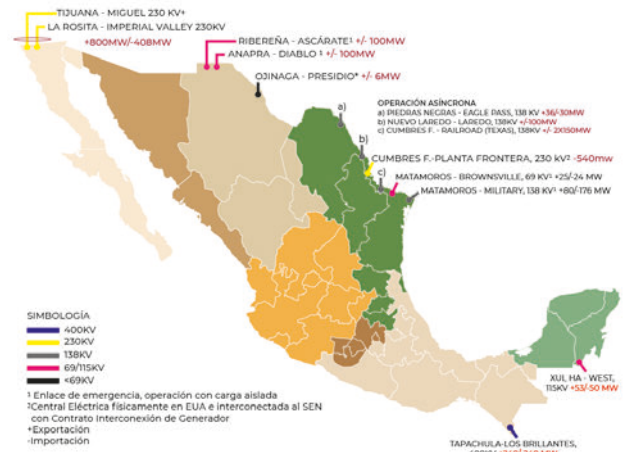 TIJUANA - MIGUEL 230 KV+
LA ROSITA - IMPERIAL VALLEY 230KV
+800MW/-408MW
RIBEREÑA - ASCÁRATE¹ +/- 100MW
ANAPRA - DIABLO ¹ +/- 100MW
OJINAGA - PRESIDIO* +/- 6MW
OPERACIÓN ASÍNCRONA
a) PIEDRAS NEGRAS - EAGLE PASS, 138 KV +36/-30MW
b) NUEVO LAREDO - LAREDO, 138KV +/-100MW
c) CUMBRES F.- RAILROAD (TEXAS), 138KV +/- 2X150MW
a)
b)
c)
CUMBRES F.-PLANTA FRONTERA, 230 kV² -540mw
MATAMOROS - BROWNSVILLE, 69 KV¹ +25/-24 MW
MATAMOROS - MILITARY, 138 KV¹ +80/-176 MW
SIMBOLOGÍA
400KV
230KV
138KV
69/115KV
<69KV
¹ Enlace de emergencia, operación con carga aislada
²Central Eléctrica físicamente en EUA e interconectada al SEN
con Contrato Interconexión de Generador
+Exportación
-Importación
XUL HA - WEST,
115KV +53/-50 MW
TAPACHULA-LOS BRILLANTES,